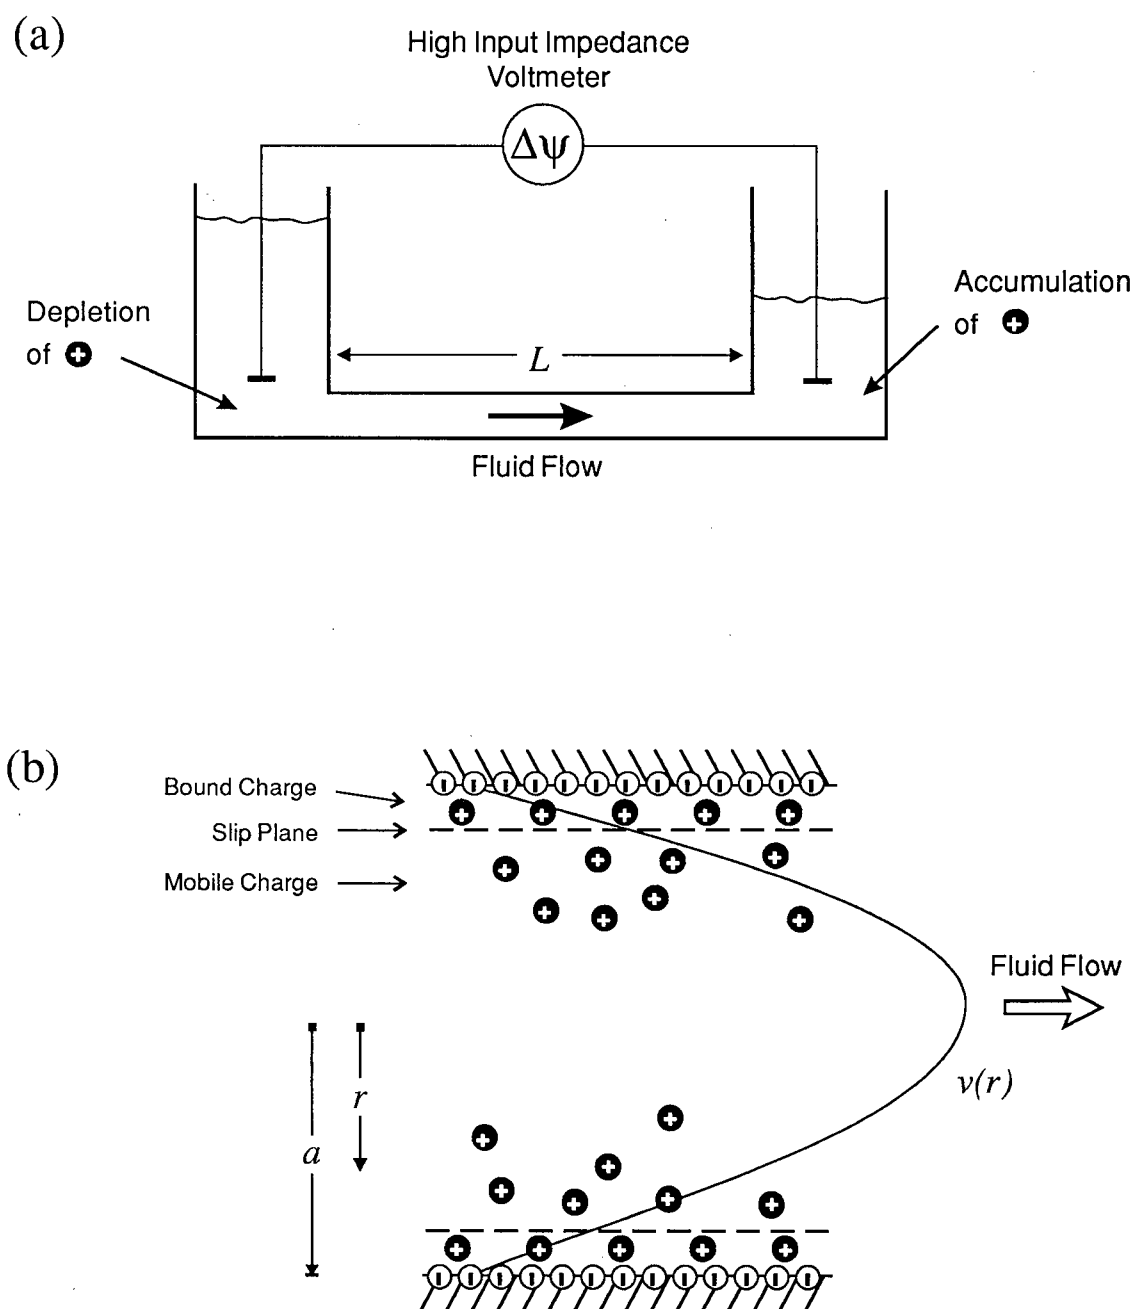 (a)
High Input Impedance
Voltmeter
Δψ
Depletion
of +
Accumulation
of +
L
Fluid Flow
(b)
Bound Charge
Slip Plane
Mobile Charge
Fluid Flow
v(r)
r
a